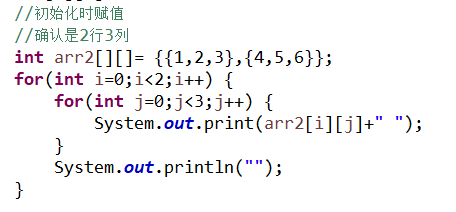 //初始化时赋值
//确认是2行3列
int arr2[][]= {{1,2,3},{4,5,6}};
for(int i=0;i<2;i++) {
    for(int j=0;j<3;j++) {
        System.out.print(arr2[i][j]+" ");
    }
    System.out.println("");
}